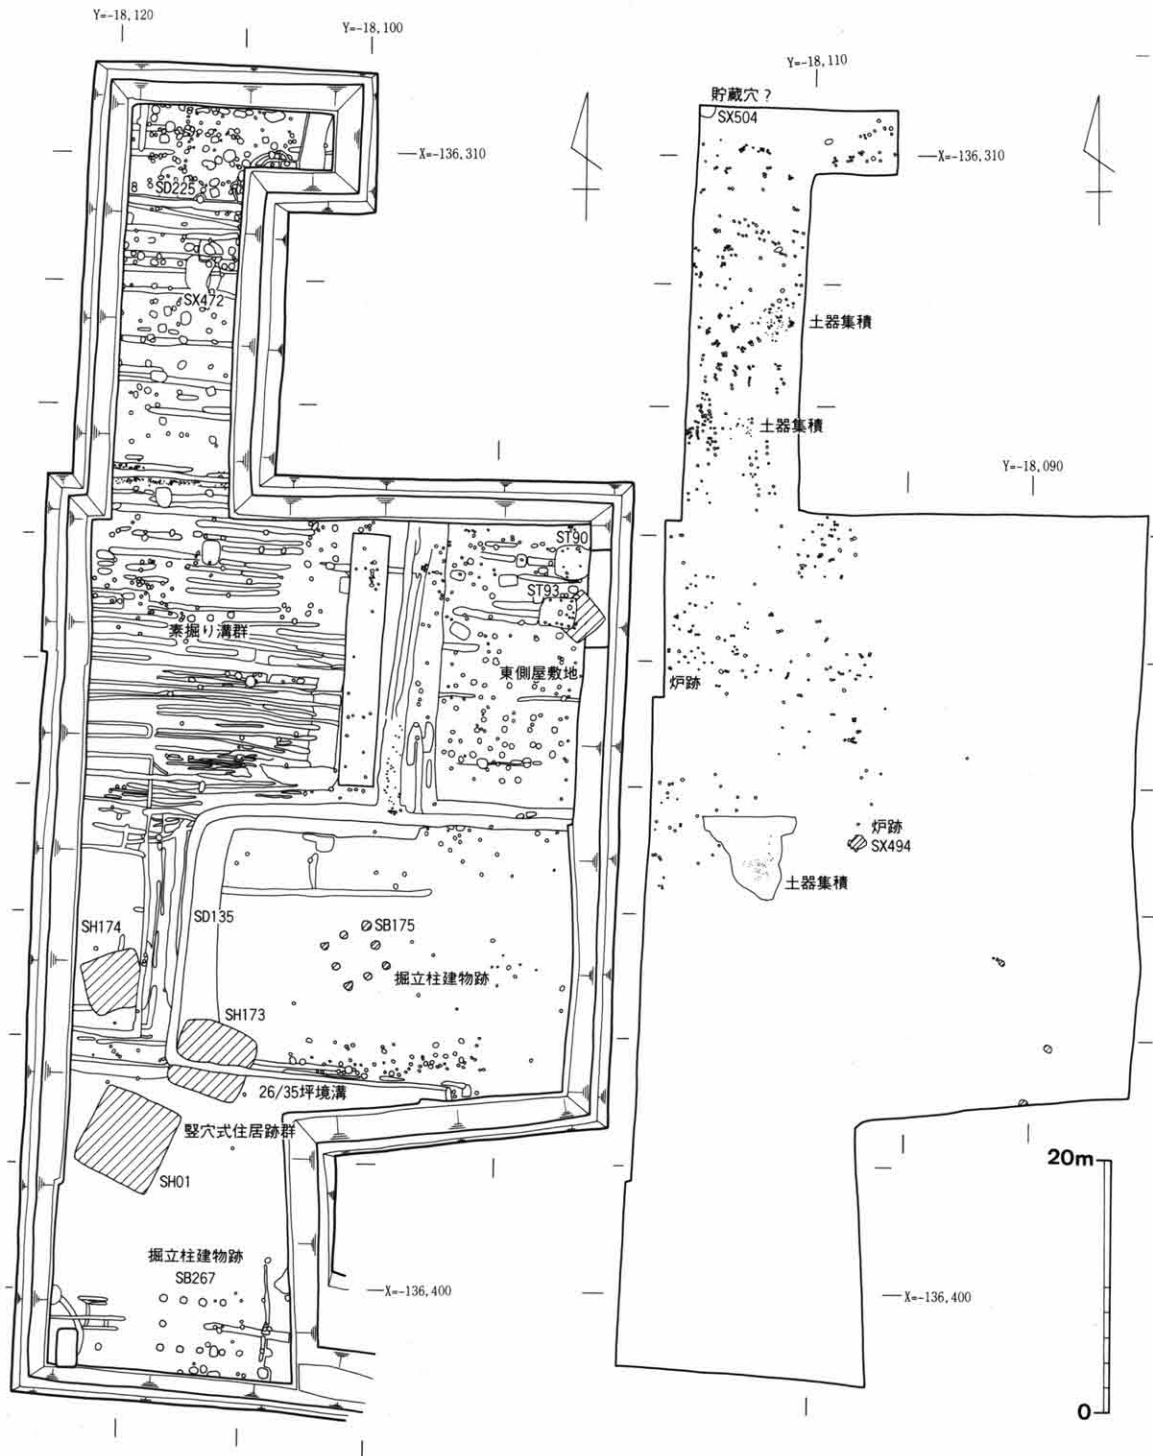 Y=-18,120
Y=-18,100
X=-136,310
SD225
8
SX472
ST90
ST93
素掘り溝群
東側屋敷地
SD135
SH174
SB175
掘立柱建物跡
SH173
26/35坪境溝
竪穴式住居跡群
SH01
掘立柱建物跡
SB267
X=-136,400
Y=-18,110
貯蔵穴?
SX504
X=-136,310
土器集積
土器集積
Y=-18,090
炉跡
炉跡
SX494
土器集積
20m
0
X=-136,400